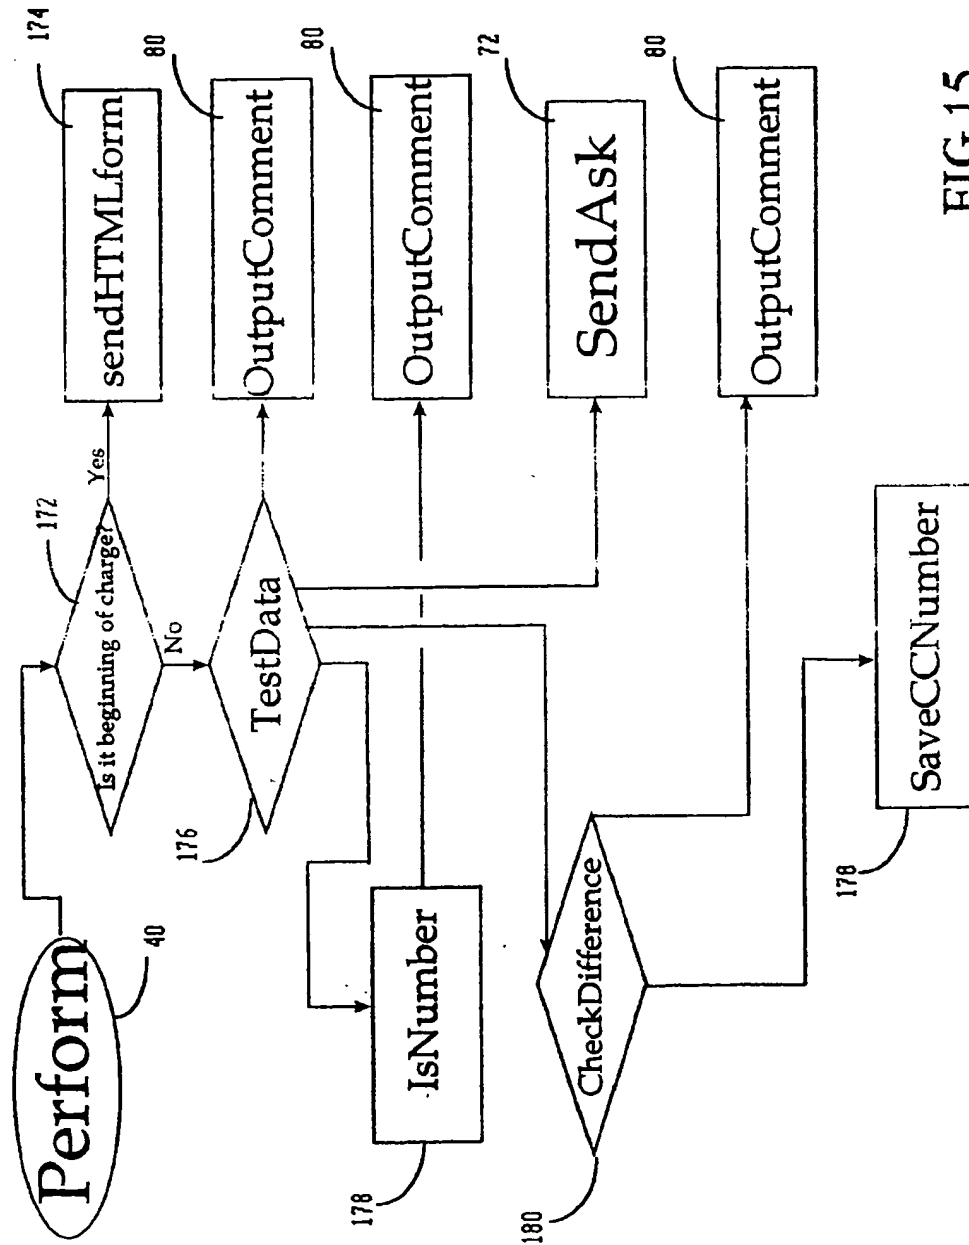 Perform
40
Is it beginning of charge?
172
Yes
No
sendHTMLform
174
TestData
176
OutputComment
80
IsNumber
178
OutputComment
80
SendAsk
72
CheckDifference
180
OutputComment
80
SaveCCNumber
178
FIG 15